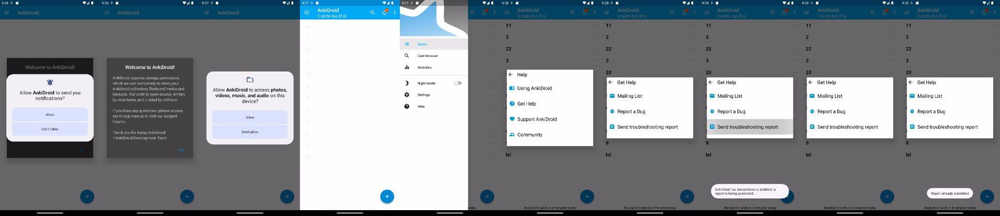 9:26
AnkiDroid
Welcome to AnkiDroid!
Allow AnkiDroid to send you
notifications?
Allow
Don't allow
OK
9:26
AnkiDroid
Welcome to AnkiDroid!
AnkiDroid requires storage permission,
which we use exclusively to store your
AnkiDroid collection, flashcard media and
backups. Our code is open-source, written
by volunteers, and trusted by millions.
If you have any questions, please access
our in-app manual or visit our support
forums.
Thank you for trying AnkiDroid!
—AnkiDroid Development Team
OK
9:27
AnkiDroid
Allow AnkiDroid to access photos,
videos, music, and audio on this
device?
Allow
Don't allow
9:27
AnkiDroid
0 cards due (0 s)
11
2
22
3
33
4
5
6
7
8
9
lol
9:27
Decks
Card browser
Statistics
Night mode
Settings
Help
today
9:28
AnkiDroid
0 cards due (0 s)
11
2
22
3
Help
Using AnkiDroid
Get Help
Support AnkiDroid
Community
lol
Studied 0 cards in 0 minutes today
9:28
AnkiDroid
0 cards due (0 s)
11
2
22
3
33
Get Help
Mailing List
Report a Bug
Send troubleshooting report
9
lol
Studied 0 cards in 0 minutes today
9:28
AnkiDroid
0 cards due (0 s)
11
2
22
3
33
Get Help
Mailing List
Report a Bug
Send troubleshooting report
9
lol
AnkiDroid has encountered a problem; a
report is being generated…
Studied 0 cards in 0 minutes today
9:29
AnkiDroid
0 cards due (0 s)
11
2
22
3
33
Get Help
Mailing List
Report a Bug
Send troubleshooting report
9
lol
Studied 0 cards in 0 minutes today
9:29
AnkiDroid
0 cards due (0 s)
11
2
22
3
33
Get Help
Mailing List
Report a Bug
Send troubleshooting report
9
lol
Report already submitted
Studied 0 cards in 0 minutes today